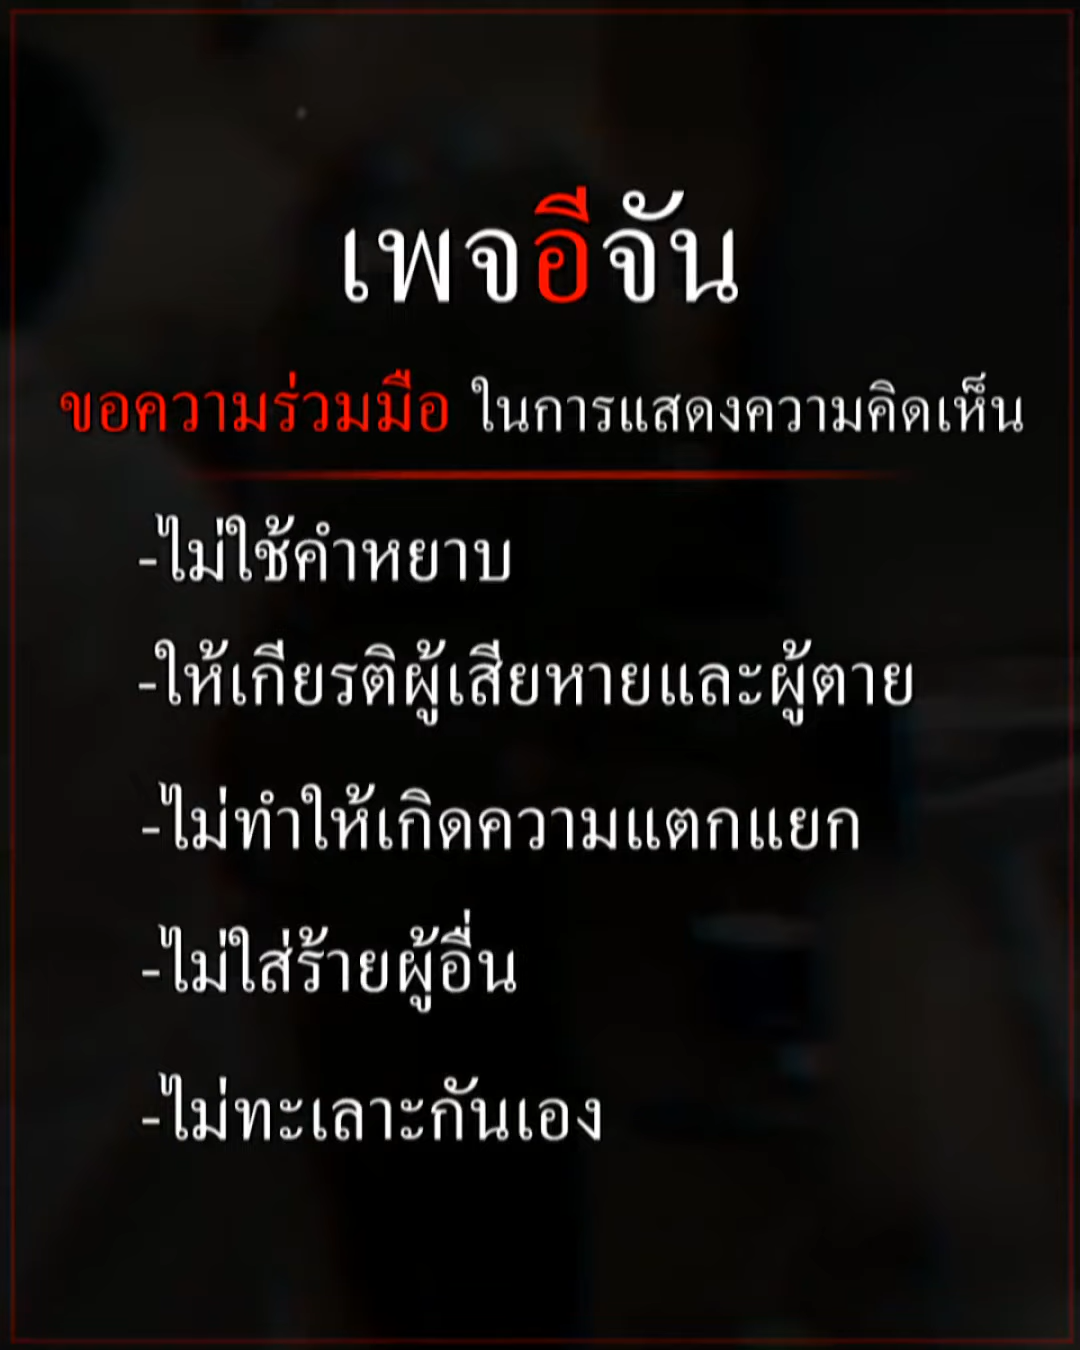 เพจอีจัน
ขอความร่วมมือ ในการแสดงความคิดเห็น
-ไม่ใช้คำหยาบ
-ให้เกียรติผู้เสียหายและผู้ตาย
-ไม่ทำให้เกิดความแตกแยก
-ไม่ใส่ร้ายผู้อื่น
-ไม่ทะเลาะกันเอง